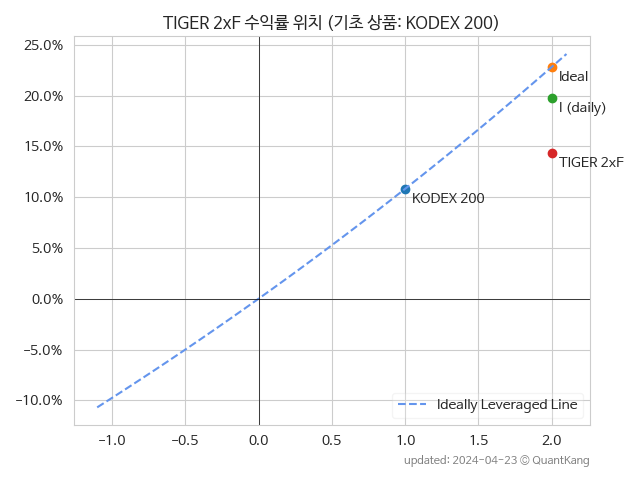 TIGER 2xF 수익률 위치 (기초 상품: KODEX 200)
25.0%
20.0%
15.0%
10.0%
5.0%
0.0%
−5.0%
−10.0%
Ideal
I (daily)
TIGER 2xF
KODEX 200
Ideally Leveraged Line
−1.0 −0.5 0.0 0.5 1.0 1.5 2.0
updated: 2024-04-23 © QuantKang